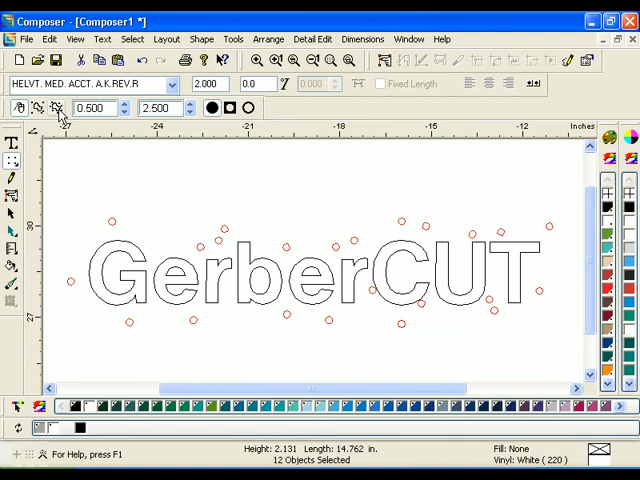 Composer - [Composer1 *]
File Edit View Text Select Layout Shape Tools Arrange Detail Edit Dimensions Window Help
HELVT. MED. ACCT. A.K.REV.R 2.000 0.0 0.000 Fixed Length
0.500 2.500
-27 -24 -21 -18 -15 -12 Inches
30
GerberCUT
27
For Help, press F1
Height: 2.131 Length: 14.762 in.
12 Objects Selected
Fill: None
Vinyl: White ( 220 )